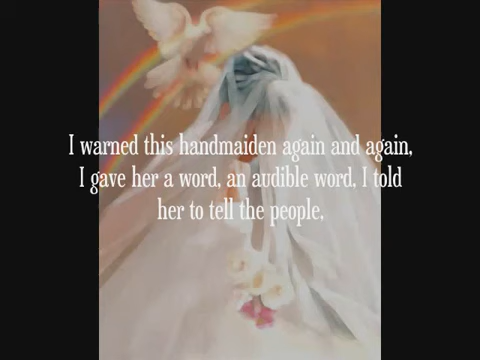 I warned this handmaiden again and again,
I gave her a word, an audible word, I told
her to tell the people,